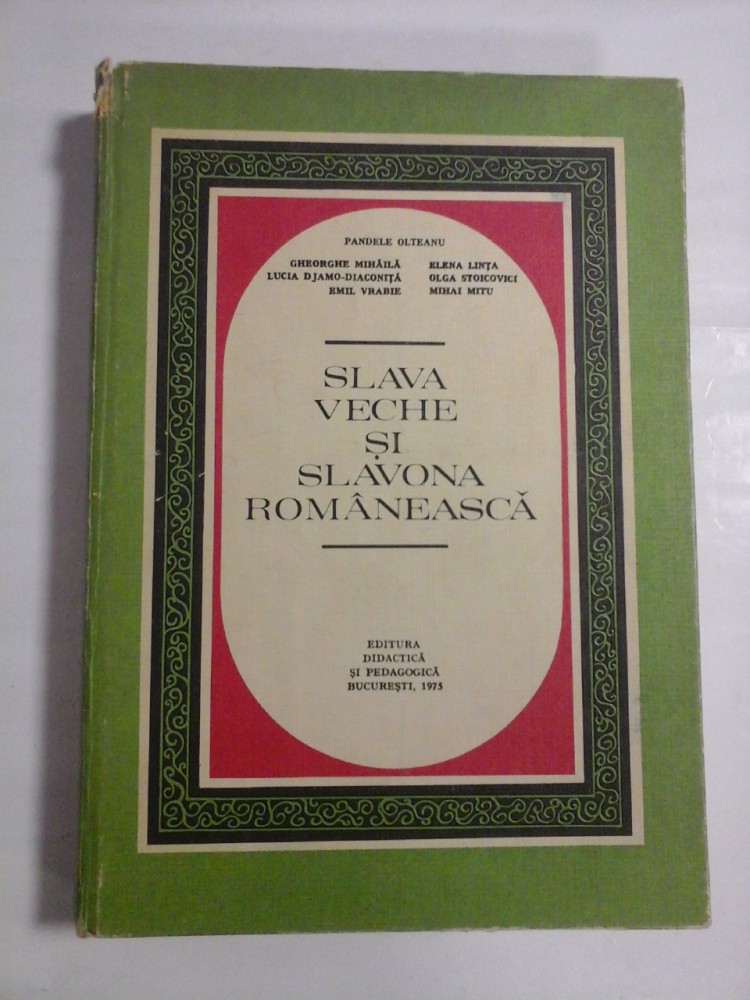 PANDELE OLTEANU
GHEORGHE MIHĂILĂ
LUCIA DJAMO-DIACONIȚĂ
EMIL VRABIE
ELENA LINȚA
OLGA STOICOVICI
MIHAI MITU
SLAVA
VECHE
ȘI
SLAVONA
ROMÂNEASCĂ
EDITURA
DIDACTICĂ
ȘI PEDAGOGICĂ
BUCUREȘTI, 1975